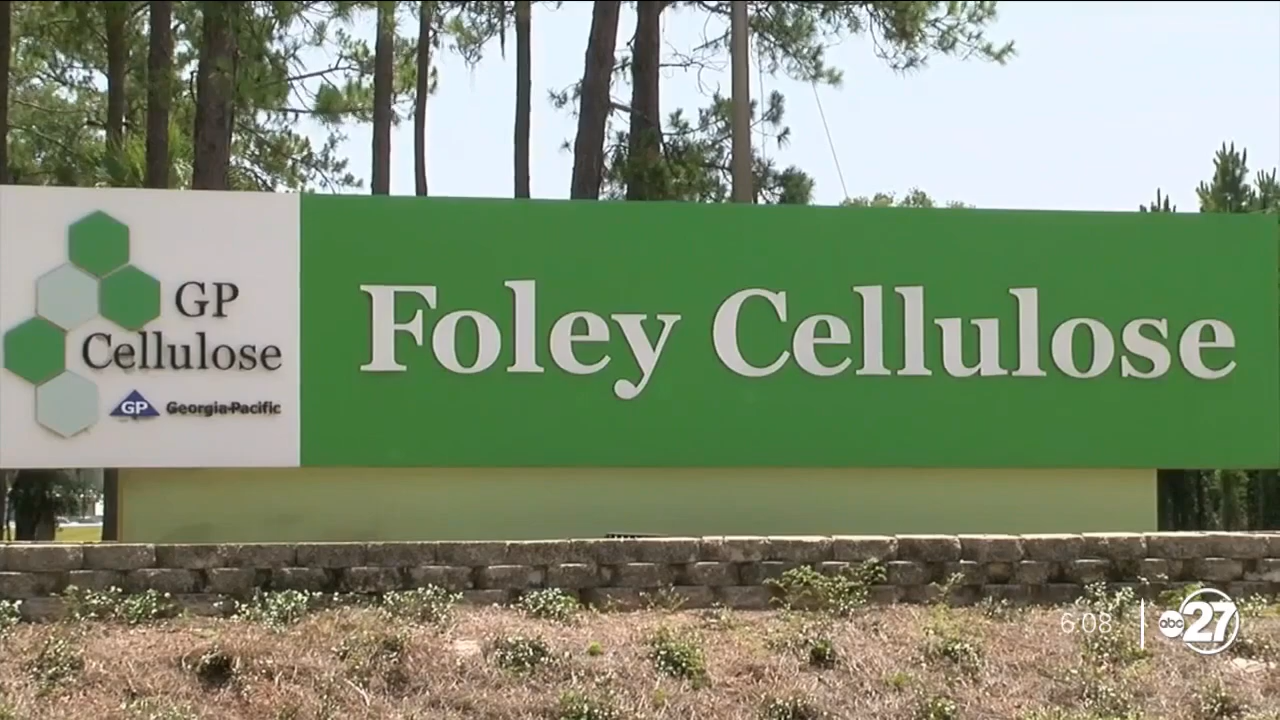 GP
Cellulose
GP Georgia-Pacific
Foley Cellulose
6:08 abc 27